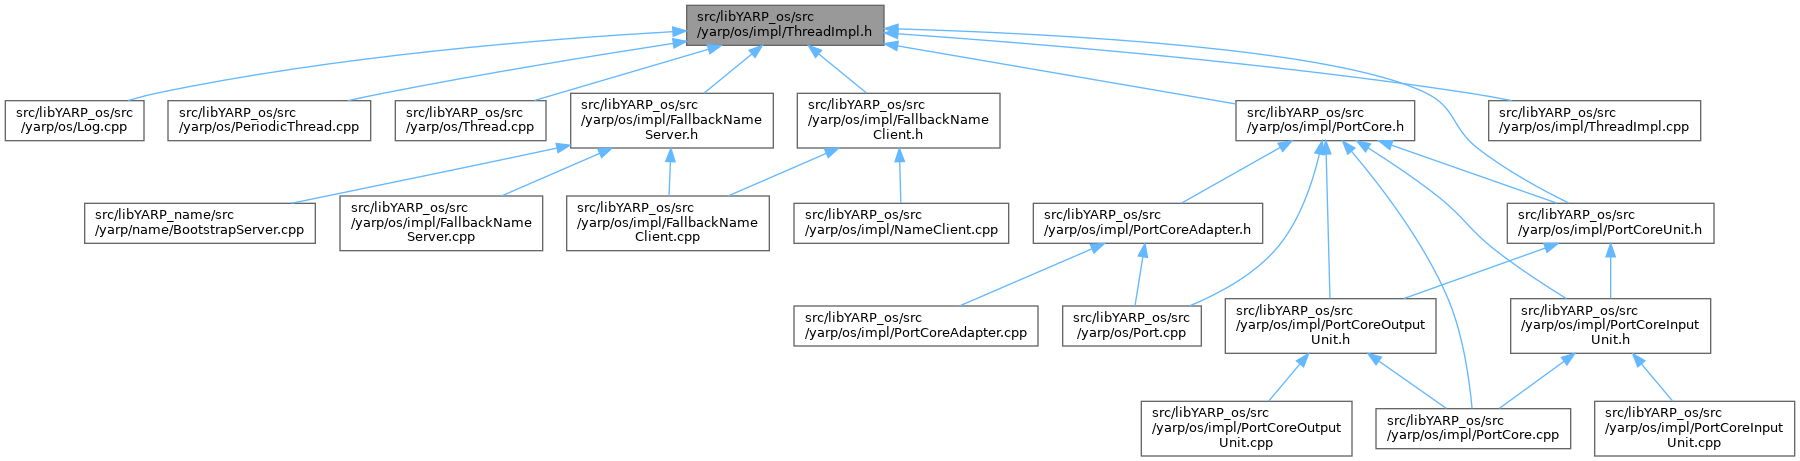 src/libYARP_os/src
/yarp/os/impl/ThreadImpl.h
src/libYARP_os/src
/yarp/os/Log.cpp
src/libYARP_os/src
/yarp/os/PeriodicThread.cpp
src/libYARP_os/src
/yarp/os/Thread.cpp
src/libYARP_os/src
/yarp/os/impl/FallbackName
Server.h
src/libYARP_os/src
/yarp/os/impl/FallbackName
Client.h
src/libYARP_os/src
/yarp/os/impl/PortCore.h
src/libYARP_os/src
/yarp/os/impl/ThreadImpl.cpp
src/libYARP_name/src
/yarp/name/BootstrapServer.cpp
src/libYARP_os/src
/yarp/os/impl/FallbackName
Server.cpp
src/libYARP_os/src
/yarp/os/impl/FallbackName
Client.cpp
src/libYARP_os/src
/yarp/os/impl/NameClient.cpp
src/libYARP_os/src
/yarp/os/impl/PortCoreAdapter.h
src/libYARP_os/src
/yarp/os/impl/PortCoreUnit.h
src/libYARP_os/src
/yarp/os/impl/PortCoreAdapter.cpp
src/libYARP_os/src
/yarp/os/Port.cpp
src/libYARP_os/src
/yarp/os/impl/PortCoreOutput
Unit.h
src/libYARP_os/src
/yarp/os/impl/PortCoreInput
Unit.h
src/libYARP_os/src
/yarp/os/impl/PortCoreOutput
Unit.cpp
src/libYARP_os/src
/yarp/os/impl/PortCore.cpp
src/libYARP_os/src
/yarp/os/impl/PortCoreInput
Unit.cpp